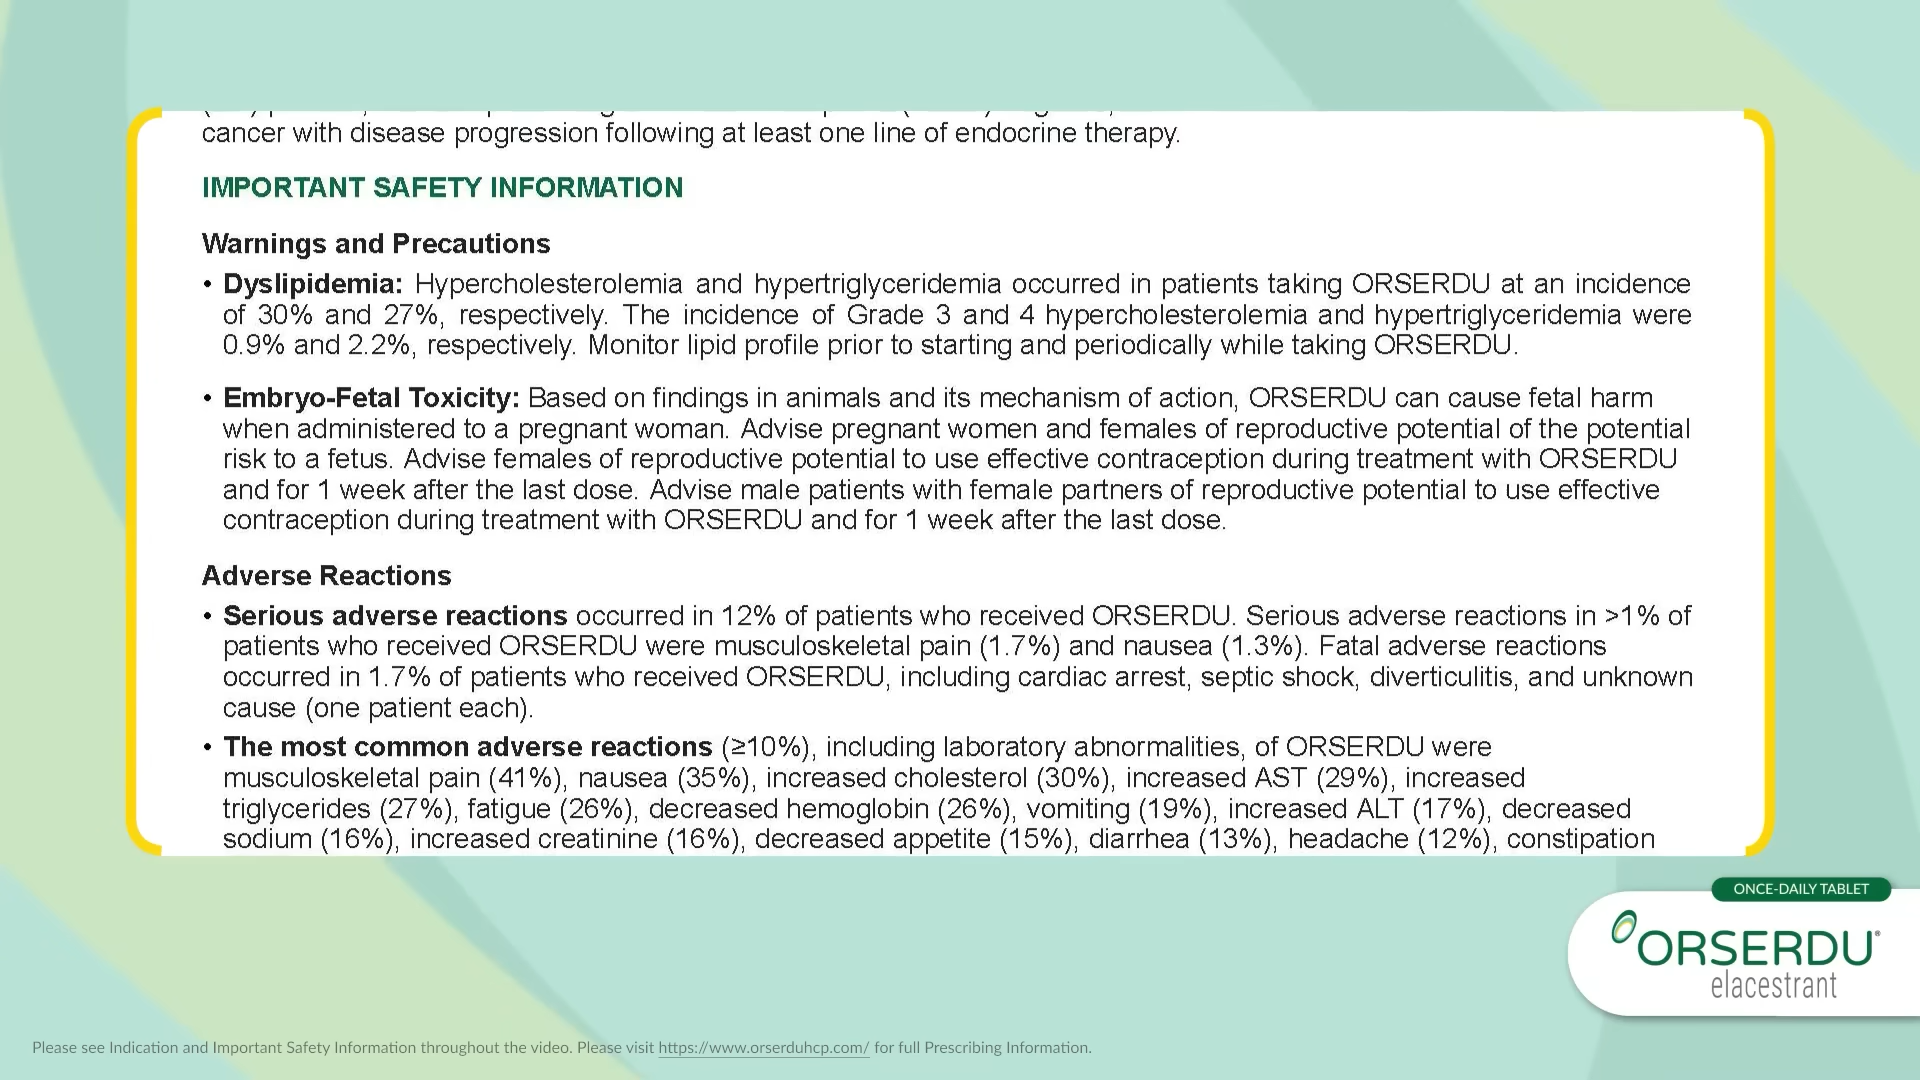 cancer with disease progression following at least one line of endocrine therapy.
IMPORTANT SAFETY INFORMATION
Warnings and Precautions
• Dyslipidemia: Hypercholesterolemia and hypertriglyceridemia occurred in patients taking ORSERDU at an incidence
of 30% and 27%, respectively. The incidence of Grade 3 and 4 hypercholesterolemia and hypertriglyceridemia were
0.9% and 2.2%, respectively. Monitor lipid profile prior to starting and periodically while taking ORSERDU.
• Embryo-Fetal Toxicity: Based on findings in animals and its mechanism of action, ORSERDU can cause fetal harm
when administered to a pregnant woman. Advise pregnant women and females of reproductive potential of the potential
risk to a fetus. Advise females of reproductive potential to use effective contraception during treatment with ORSERDU
and for 1 week after the last dose. Advise male patients with female partners of reproductive potential to use effective
contraception during treatment with ORSERDU and for 1 week after the last dose.
Adverse Reactions
• Serious adverse reactions occurred in 12% of patients who received ORSERDU. Serious adverse reactions in >1% of
patients who received ORSERDU were musculoskeletal pain (1.7%) and nausea (1.3%). Fatal adverse reactions
occurred in 1.7% of patients who received ORSERDU, including cardiac arrest, septic shock, diverticulitis, and unknown
cause (one patient each).
• The most common adverse reactions (≥10%), including laboratory abnormalities, of ORSERDU were
musculoskeletal pain (41%), nausea (35%), increased cholesterol (30%), increased AST (29%), increased
triglycerides (27%), fatigue (26%), decreased hemoglobin (26%), vomiting (19%), increased ALT (17%), decreased
sodium (16%), increased creatinine (16%), decreased appetite (15%), diarrhea (13%), headache (12%), constipation
ONCE-DAILY TABLET
ORSERDU®
elacestrant
Please see Indication and Important Safety Information throughout the video. Please visit https://www.orserduhcp.com/ for full Prescribing Information.